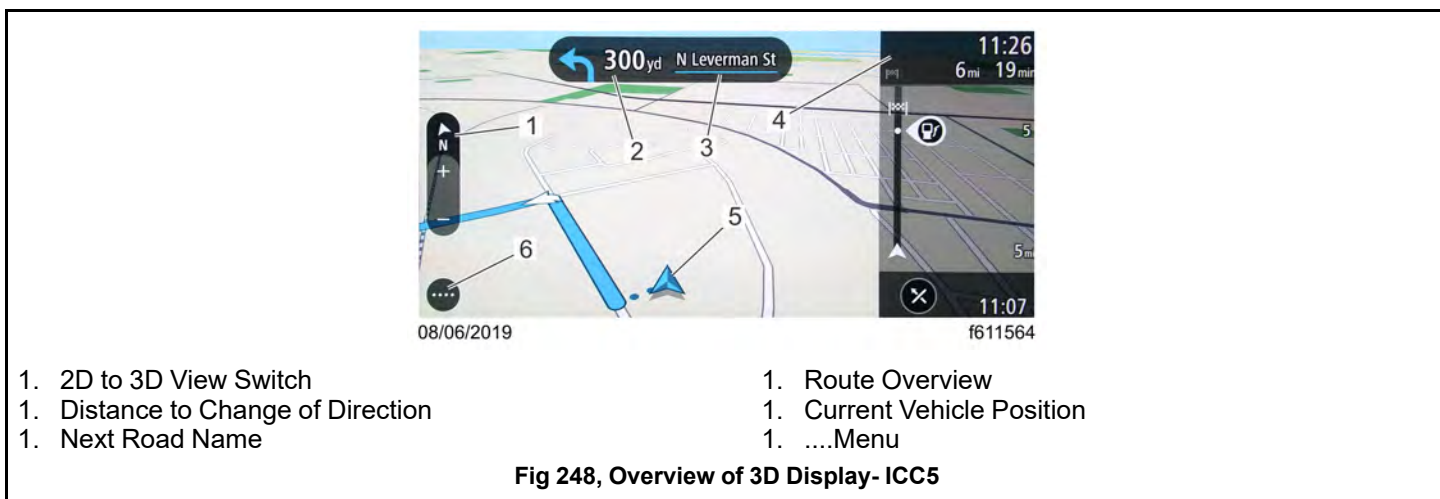 11:26
300yd N Leverman St
6mi 19min
4
1
2
3
5
N
+
−
5
6
5mi
11:07
08/06/2019
f611564
1. 2D to 3D View Switch
1. Distance to Change of Direction
1. Next Road Name
1. Route Overview
1. Current Vehicle Position
1. ....Menu
Fig 248, Overview of 3D Display- ICC5